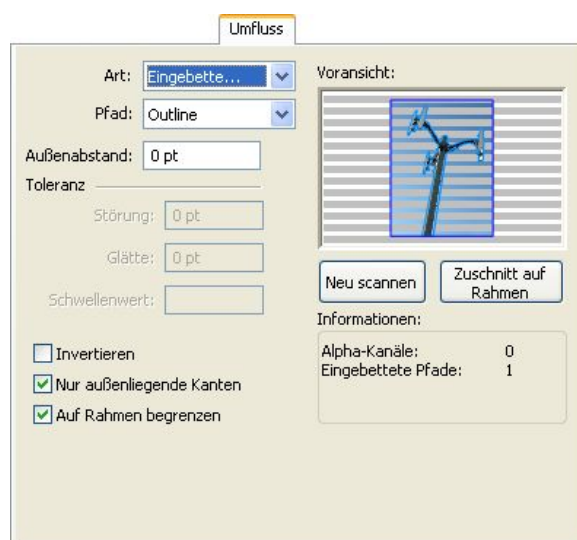 Umfluss
Art: Eingebette...
Pfad: Outline
Außenabstand: 0 pt
Toleranz
Störung: 0 pt
Glätte: 0 pt
Schwellenwert:
Invertieren
Nur außenliegende Kanten
Auf Rahmen begrenzen
Voransicht:
Neu scannen
Zuschnitt auf
Rahmen
Informationen:
Alpha-Kanäle: 0
Eingebettete Pfade: 1